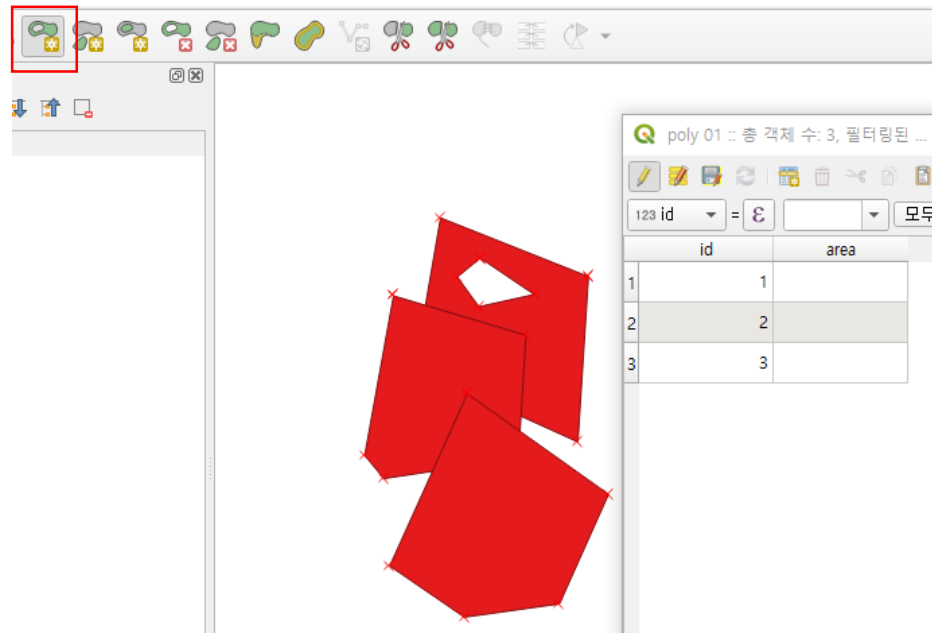 poly 01 :: 총 객체 수: 3, 필터링된 ...
123 id = ε 모두
id area
1 1
2 2
3 3